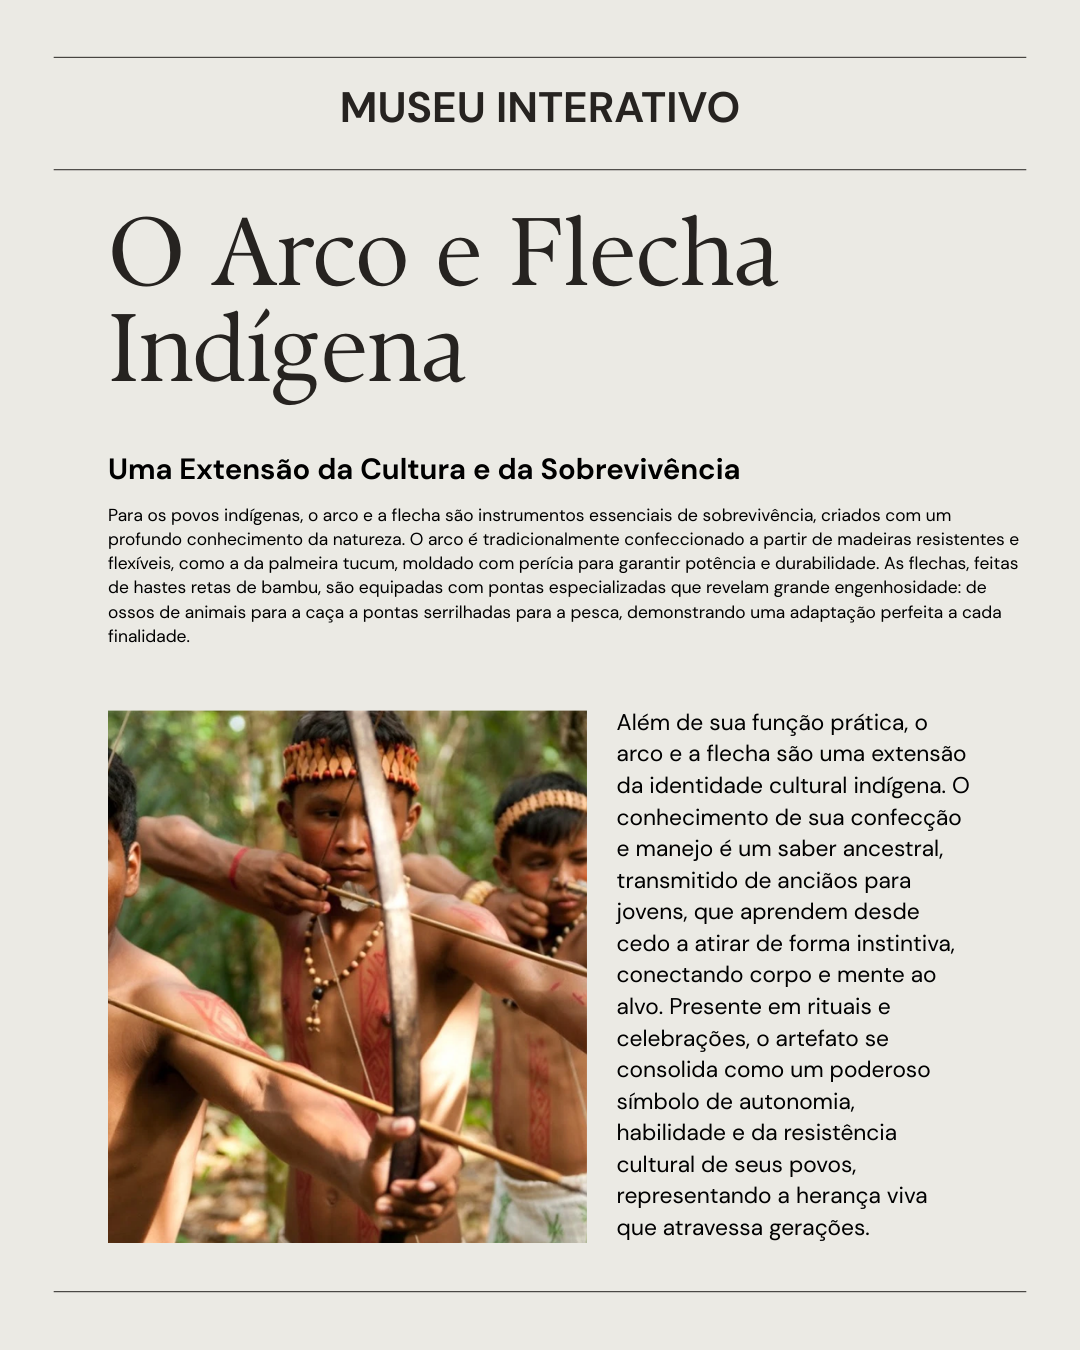 MUSEU INTERATIVO
O Arco e Flecha
Indígena
Uma Extensão da Cultura e da Sobrevivência
Para os povos indígenas, o arco e a flecha são instrumentos essenciais de sobrevivência, criados com um
profundo conhecimento da natureza. O arco é tradicionalmente confeccionado a partir de madeiras resistentes e
flexíveis, como a da palmeira tucum, moldado com perícia para garantir potência e durabilidade. As flechas, feitas
de hastes retas de bambu, são equipadas com pontas especializadas que revelam grande engenhosidade: de
ossos de animais para a caça a pontas serrilhadas para a pesca, demonstrando uma adaptação perfeita a cada
finalidade.
Além de sua função prática, o
arco e a flecha são uma extensão
da identidade cultural indígena. O
conhecimento de sua confecção
e manejo é um saber ancestral,
transmitido de anciãos para
jovens, que aprendem desde
cedo a atirar de forma instintiva,
conectando corpo e mente ao
alvo. Presente em rituais e
celebrações, o artefato se
consolida como um poderoso
símbolo de autonomia,
habilidade e da resistência
cultural de seus povos,
representando a herança viva
que atravessa gerações.